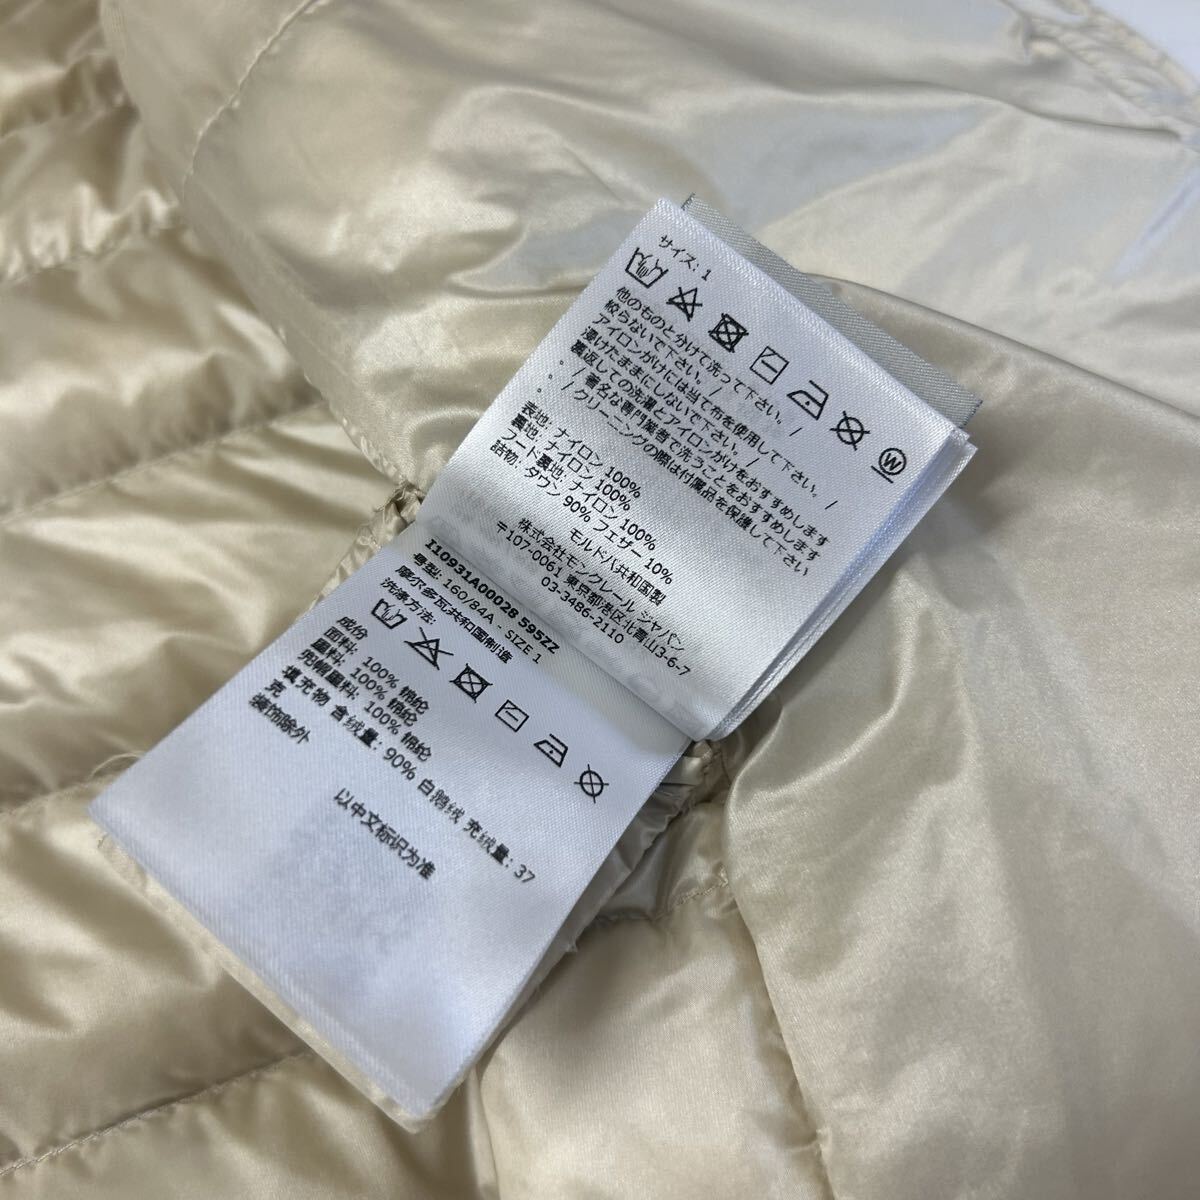 サイズ: 1
W
他のものと分けて洗って下さい。/
絞らないで下さい。/
アイロンがけには当て布を使用して下さい。/
浸けたままにしないで下さい。/
裏返しての洗濯とアイロンがけをおすすめします
。/著名な専門業者で洗うことをおすすめします
。クリーニングの際は付属品を保護して下さい
。
表地: ナイロン 100%
裏地: ナイロン 100%
フード裏地: ナイロン 100%
詰物: ダウン 90% フェザー 10%
モルドバ共和国製
株式会社モンクレール ジャパン
〒107-0061 東京都港区北青山3-6-7
03-3486-2110
I10931A00028 595ZZ
号型: 160/84A、SIZE 1
摩尔多瓦共和国制造
洗涤方法:
成份
面料: 100% 锦纶
里料: 100% 锦纶
兜帽里料: 100% 锦纶
填充物 含绒量: 90% 白鹅绒 充绒量: 37
克
装饰除外
以中文标识为准